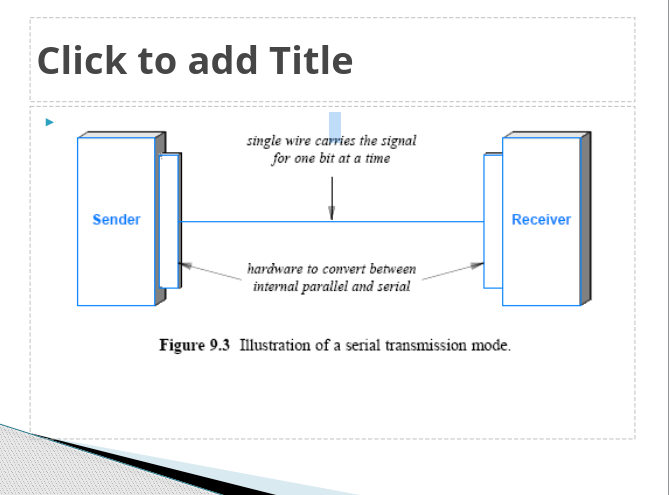 Click to add Title
single wire carries the signal
for one bit at a time
Sender
Receiver
hardware to convert between
internal parallel and serial
Figure 9.3 Illustration of a serial transmission mode.